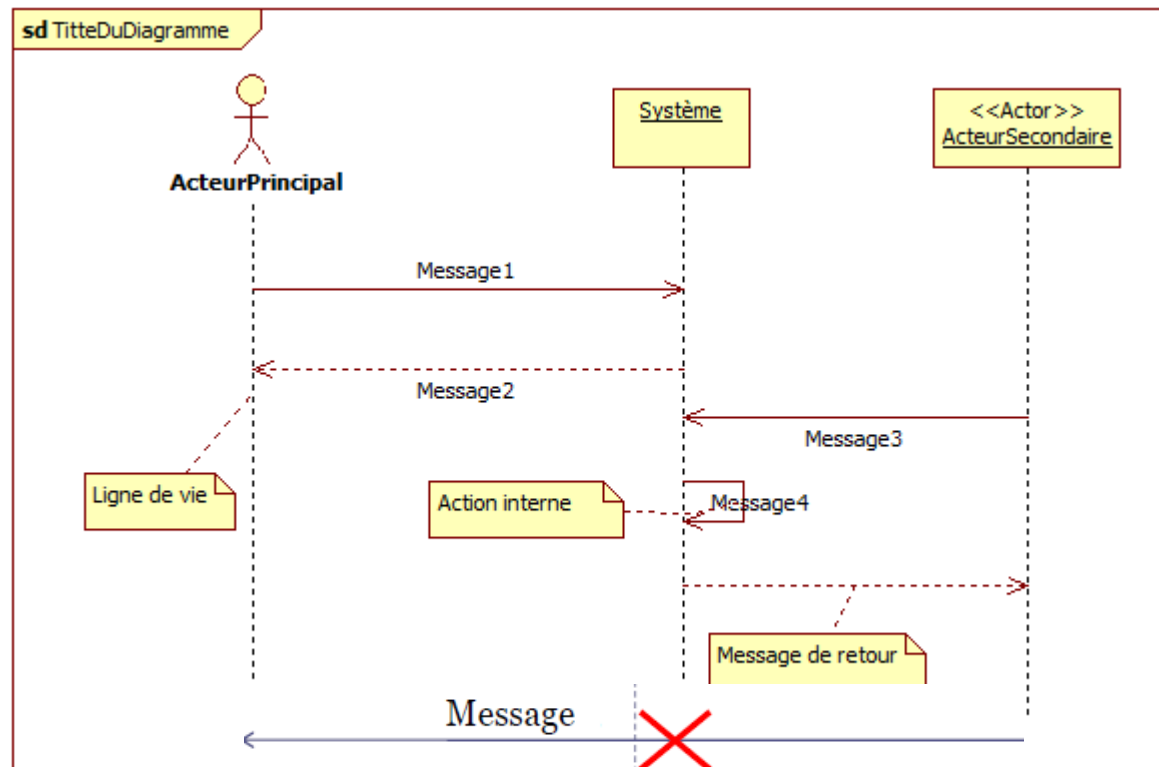 sd TitteDuDiagramme
ActeurPrincipal
Système
<<Actor>>
ActeurSecondaire
Message1
Message2
Message3
Ligne de vie
Action interne
Message4
Message de retour
Message